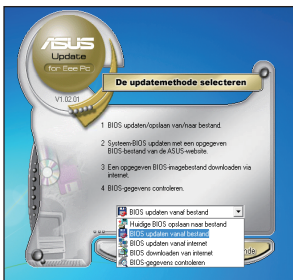 ASUS
Update
for Eee Pc
V1.02.01
De updatemethode selecteren
1 BIOS updaten/opslaan van/naar bestand.
2 Systeem-BIOS updaten met een opgegeven
BIOS-bestand van de ASUS-website.
3 Een opgegeven BIOS-imagebestand downloaden via
internet.
4 BIOS-gegevens controleren.
BIOS updaten vanaf bestand
Huidige BIOS opslaan naar bestand
BIOS updaten vanaf bestand
BIOS updaten vanaf internet
BIOS downloaden van internet
BIOS-gegevens controleren